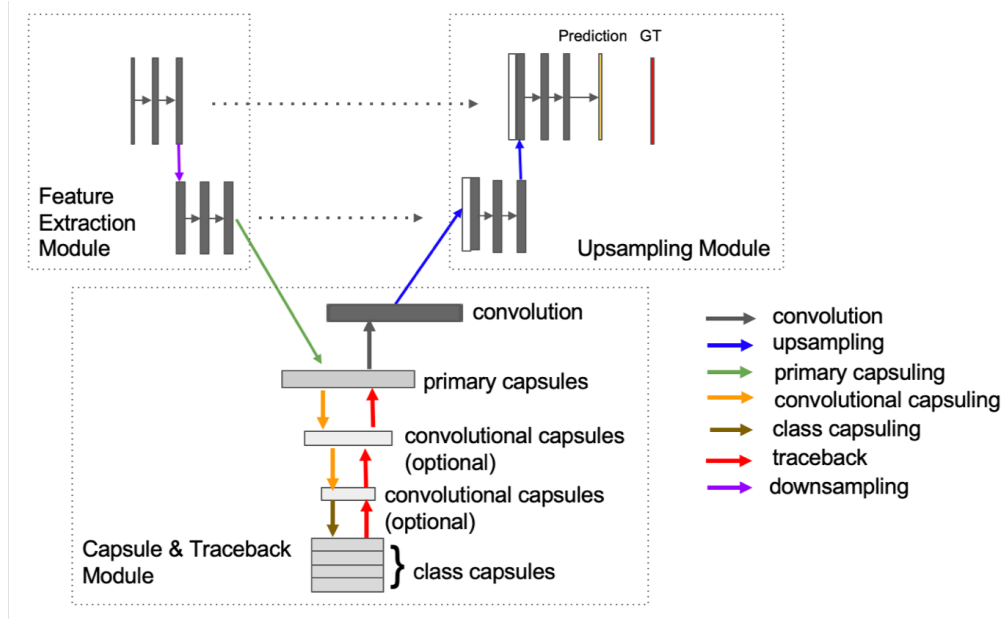 Prediction GT
Feature
Extraction
Module
Upsampling Module
convolution
primary capsules
convolutional capsules
(optional)
convolutional capsules
(optional)
Capsule & Traceback
Module
} class capsules
convolution
upsampling
primary capsuling
convolutional capsuling
class capsuling
traceback
downsampling